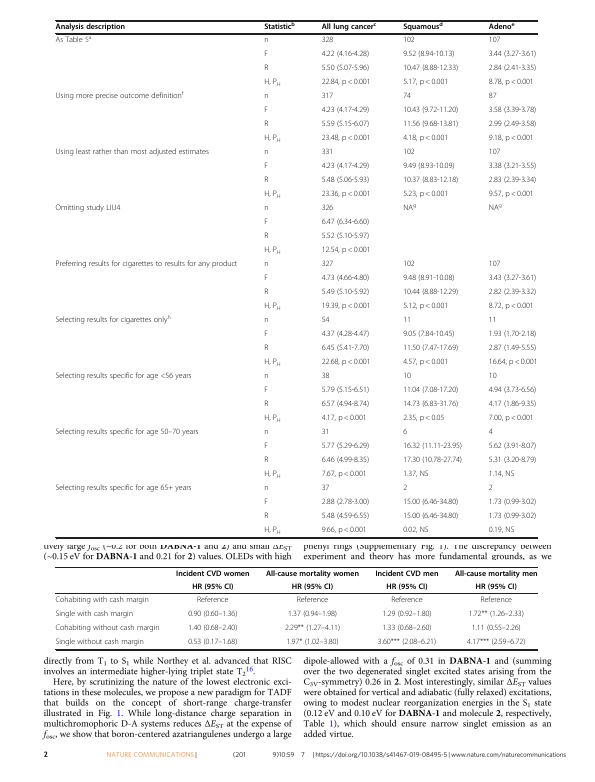 Analysis description Statisticb All lung cancerc Squamousd Adenoe
As Table 5a n 328 102 107
F 4.22 (4.16-4.28) 9.52 (8.94-10.13) 3.44 (3.27-3.61)
R 5.50 (5.07-5.96) 10.47 (8.88-12.33) 2.84 (2.41-3.35)
H, PH 22.84, p < 0.001 5.17, p < 0.001 8.78, p < 0.001
Using more precise outcome definitionf n 317 74 87
F 4.23 (4.17-4.29) 10.43 (9.72-11.20) 3.58 (3.39-3.78)
R 5.59 (5.15-6.07) 11.56 (9.68-13.81) 2.99 (2.49-3.58)
H, PH 23.48, p < 0.001 4.18, p < 0.001 9.18, p < 0.001
Using least rather than most adjusted estimates n 331 102 107
F 4.23 (4.17-4.29) 9.49 (8.93-10.09) 3.38 (3.21-3.55)
R 5.48 (5.06-5.93) 10.37 (8.83-12.18) 2.83 (2.39-3.34)
H, PH 23.36, p < 0.001 5.23, p < 0.001 9.57, p < 0.001
Omitting study LIU4 n 326 NAg NAg
F 6.47 (6.34-6.60)
R 5.52 (5.10-5.97)
H, PH 12.54, p < 0.001
Preferring results for cigarettes to results for any product n 327 102 107
F 4.73 (4.66-4.80) 9.48 (8.91-10.08) 3.43 (3.27-3.61)
R 5.49 (5.10-5.92) 10.44 (8.88-12.29) 2.82 (2.39-3.32)
H, PH 19.39, p < 0.001 5.12, p < 0.001 8.72, p < 0.001
Selecting results for cigarettes onlyh n 54 11 11
F 4.37 (4.28-4.47) 9.05 (7.84-10.45) 1.93 (1.70-2.18)
R 6.45 (5.41-7.70) 11.50 (7.47-17.69) 2.87 (1.49-5.55)
H, PH 22.68, p < 0.001 4.57, p < 0.001 16.64, p < 0.001
Selecting results specific for age <56 years n 38 10 10
F 5.79 (5.15-6.51) 11.04 (7.08-17.20) 4.94 (3.73-6.56)
R 6.57 (4.94-8.74) 14.73 (6.83-31.76) 4.17 (1.86-9.35)
H, PH 4.17, p < 0.001 2.35, p < 0.05 7.00, p < 0.001
Selecting results specific for age 50–70 years n 31 6 4
F 5.77 (5.29-6.29) 16.32 (11.11-23.95) 5.62 (3.91-8.07)
R 6.46 (4.99-8.35) 17.30 (10.78-27.74) 5.31 (3.20-8.79)
H, PH 7.67, p < 0.001 1.37, NS 1.14, NS
Selecting results specific for age 65+ years n 37 2 2
F 2.88 (2.78-3.00) 15.00 (6.46-34.80) 1.73 (0.99-3.02)
R 5.48 (4.59-6.55) 15.00 (6.46-34.80) 1.73 (0.99-3.02)
H, PH 9.66, p < 0.001 0.02, NS 0.19, NS
tively large fosc (~0.2 for both DABNA-1 and 2) and small ΔEST
(~0.15 eV for DABNA-1 and 0.21 for 2) values. OLEDs with high
phenyl rings (Supplementary Fig. 1). The discrepancy between
experiment and theory has more fundamental grounds, as we
Incident CVD women All-cause mortality women Incident CVD men All-cause mortality men
HR (95% CI) HR (95% CI) HR (95% CI) HR (95% CI)
Cohabiting with cash margin Reference Reference Reference Reference
Single with cash margin 0.90 (0.60–1.36) 1.37 (0.94–1.98) 1.29 (0.92–1.80) 1.72** (1.26–2.33)
Cohabiting without cash margin 1.40 (0.68–2.40) 2.29** (1.27–4.11) 1.33 (0.68–2.60) 1.11 (0.55–2.26)
Single without cash margin 0.53 (0.17–1.68) 1.97* (1.02–3.80) 3.60*** (2.08–6.21) 4.17*** (2.59–6.72)
directly from T1 to S1 while Northey et al. advanced that RISC
involves an intermediate higher-lying triplet state T216.
Here, by scrutinizing the nature of the lowest electronic exci-
tations in these molecules, we propose a new paradigm for TADF
that builds on the concept of short-range charge-transfer
illustrated in Fig. 1. While long-distance charge separation in
multichromophoric D-A systems reduces ΔEST at the expense of
fosc, we show that boron-centered azatriangulenes undergo a large
dipole-allowed with a fosc of 0.31 in DABNA-1 and (summing
over the two degenerated singlet excited states arising from the
C3V-symmetry) 0.26 in 2. Most interestingly, similar ΔEST values
were obtained for vertical and adiabatic (fully relaxed) excitations,
owing to modest nuclear reorganization energies in the S1 state
(0.12 eV and 0.10 eV for DABNA-1 and molecule 2, respectively,
Table 1), which should ensure narrow singlet emission as an
added virtue.
2 NATURE COMMUNICATIONS| (201 9)10:59 7 |https://doi.org/10.1038/s41467-019-08495-5|www.nature.com/naturecommunications